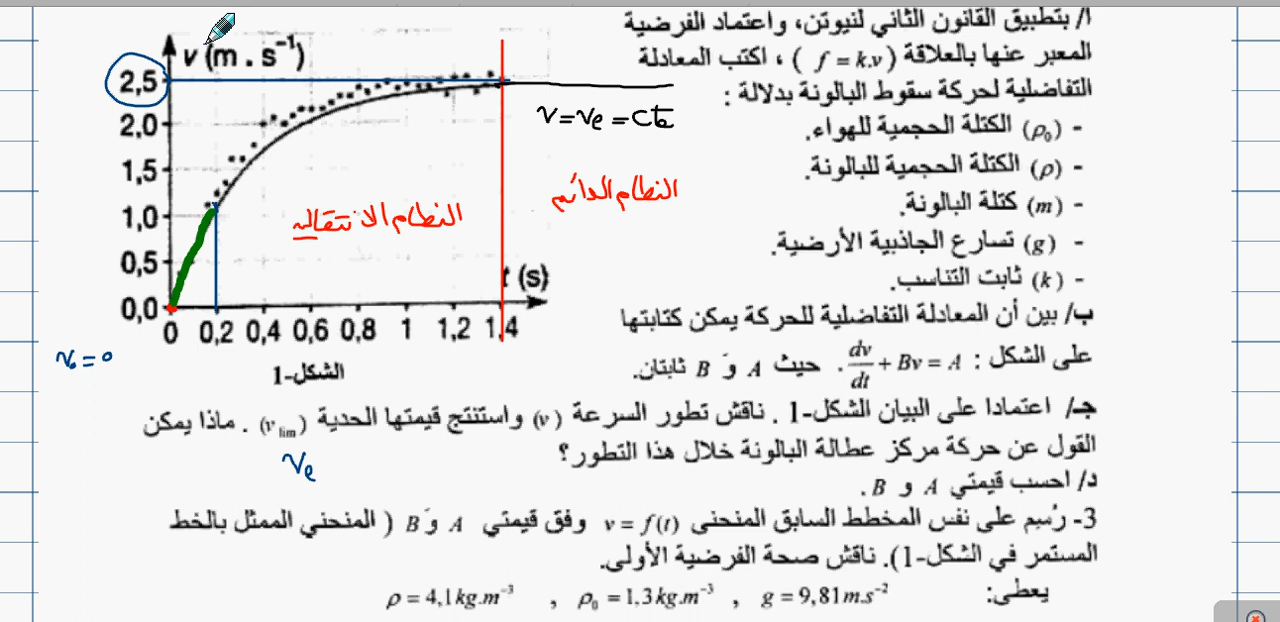 أ/ بتطبيق القانون الثاني لنيوتن، واعتماد الفرضية
المعبر عنها بالعلاقة (f = k.v) ، اكتب المعادلة
التفاضلية لحركة سقوط البالونة بدلالة :
- (ρ₀) الكتلة الحجمية للهواء.
- (ρ) الكتلة الحجمية للبالونة.
- (m) كتلة البالونة.
- (g) تسارع الجاذبية الأرضية.
- (k) ثابت التناسب.
ب/ بين أن المعادلة التفاضلية للحركة يمكن كتابتها
على الشكل : dv/dt + Bv = A . حيث A وَ B ثابتان.
v (m . s⁻¹)
2,5
2.0
1,5
1,0
0,5
0,0
0 0,2 0,4 0,6 0,8 1 1,2 1,4
t (s)
v = ve = cte
النظام الانتقالي
النظام الدائم
v₀ = 0
الشكل-1
جـ/ اعتمادا على البيان الشكل-1 . ناقش تطور السرعة (v) واستنتج قيمتها الحدية (v lim) . ماذا يمكن
ve
القول عن حركة مركز عطالة البالونة خلال هذا التطور؟
د/ احسب قيمتي A و B .
3- رُسم على نفس المخطط السابق المنحنى v = f(t) وفق قيمتي A وَ B ( المنحني الممثل بالخط
المستمر في الشكل-1). ناقش صحة الفرضية الأولى.
يعطى: g = 9,81m.s⁻² , ρ₀ = 1,3kg.m⁻³ , ρ = 4,1kg.m⁻³